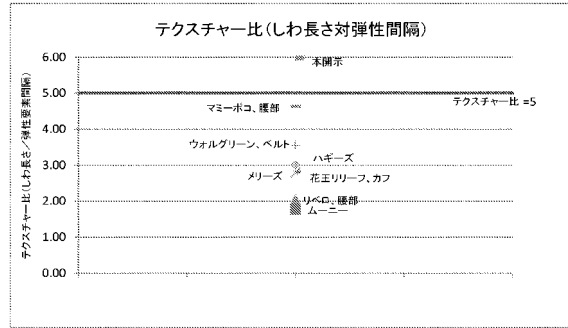 テクスチャー比(しわ長さ対弾性間隔)
テクスチャー比(しわ長さ/弾性要素間隔)
6.00
5.00
4.00
3.00
2.00
1.00
0.00
本開示
テクスチャー比 =5
マミーポコ、腰部
ウォルグリーン、ベルト
ハギーズ
メリーズ
花王リリーフ、カフ
リベロ、腰部
ムーニー